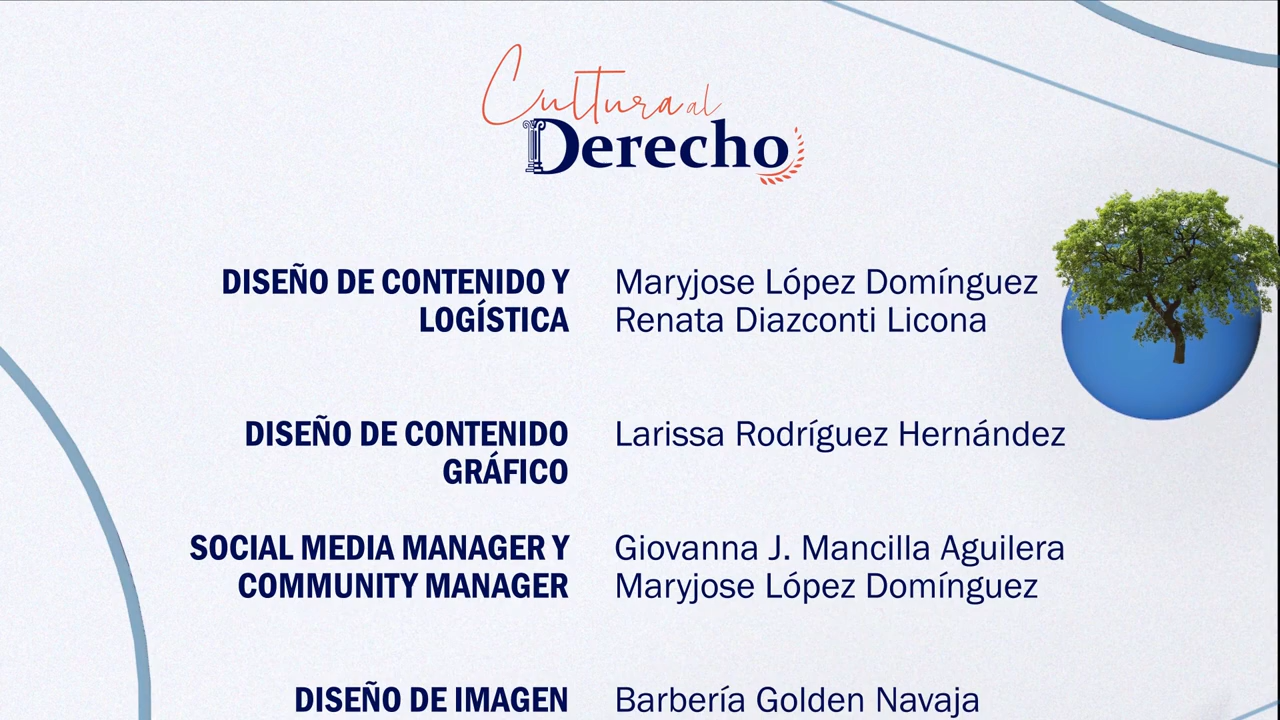 Cultura al
Derecho
DISEÑO DE CONTENIDO Y
LOGÍSTICA
Maryjose López Domínguez
Renata Diazconti Licona
DISEÑO DE CONTENIDO
GRÁFICO
Larissa Rodríguez Hernández
SOCIAL MEDIA MANAGER Y
COMMUNITY MANAGER
Giovanna J. Mancilla Aguilera
Maryjose López Domínguez
DISEÑO DE IMAGEN
Barbería Golden Navaja